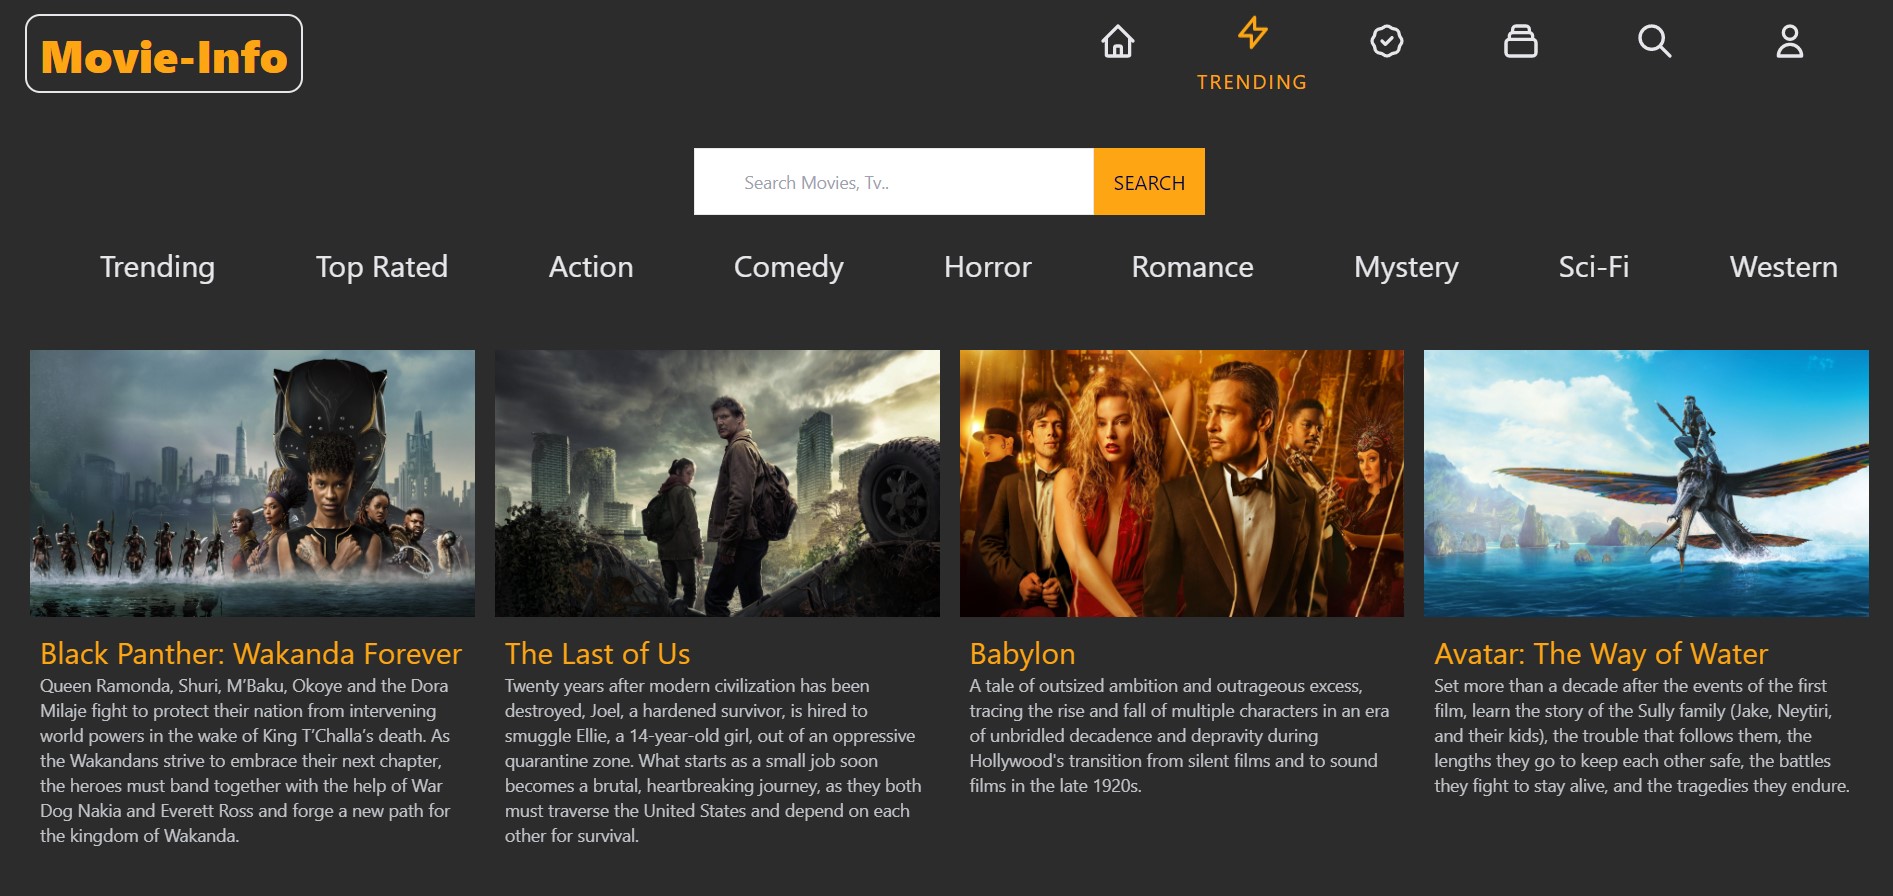 Movie-Info
TRENDING
Search Movies, Tv..
SEARCH
Trending
Top Rated
Action
Comedy
Horror
Romance
Mystery
Sci-Fi
Western
Black Panther: Wakanda Forever
Queen Ramonda, Shuri, M’Baku, Okoye and the Dora
Milaje fight to protect their nation from intervening
world powers in the wake of King T’Challa’s death. As
the Wakandans strive to embrace their next chapter,
the heroes must band together with the help of War
Dog Nakia and Everett Ross and forge a new path for
the kingdom of Wakanda.
The Last of Us
Twenty years after modern civilization has been
destroyed, Joel, a hardened survivor, is hired to
smuggle Ellie, a 14-year-old girl, out of an oppressive
quarantine zone. What starts as a small job soon
becomes a brutal, heartbreaking journey, as they both
must traverse the United States and depend on each
other for survival.
Babylon
A tale of outsized ambition and outrageous excess,
tracing the rise and fall of multiple characters in an era
of unbridled decadence and depravity during
Hollywood's transition from silent films and to sound
films in the late 1920s.
Avatar: The Way of Water
Set more than a decade after the events of the first
film, learn the story of the Sully family (Jake, Neytiri,
and their kids), the trouble that follows them, the
lengths they go to keep each other safe, the battles
they fight to stay alive, and the tragedies they endure.